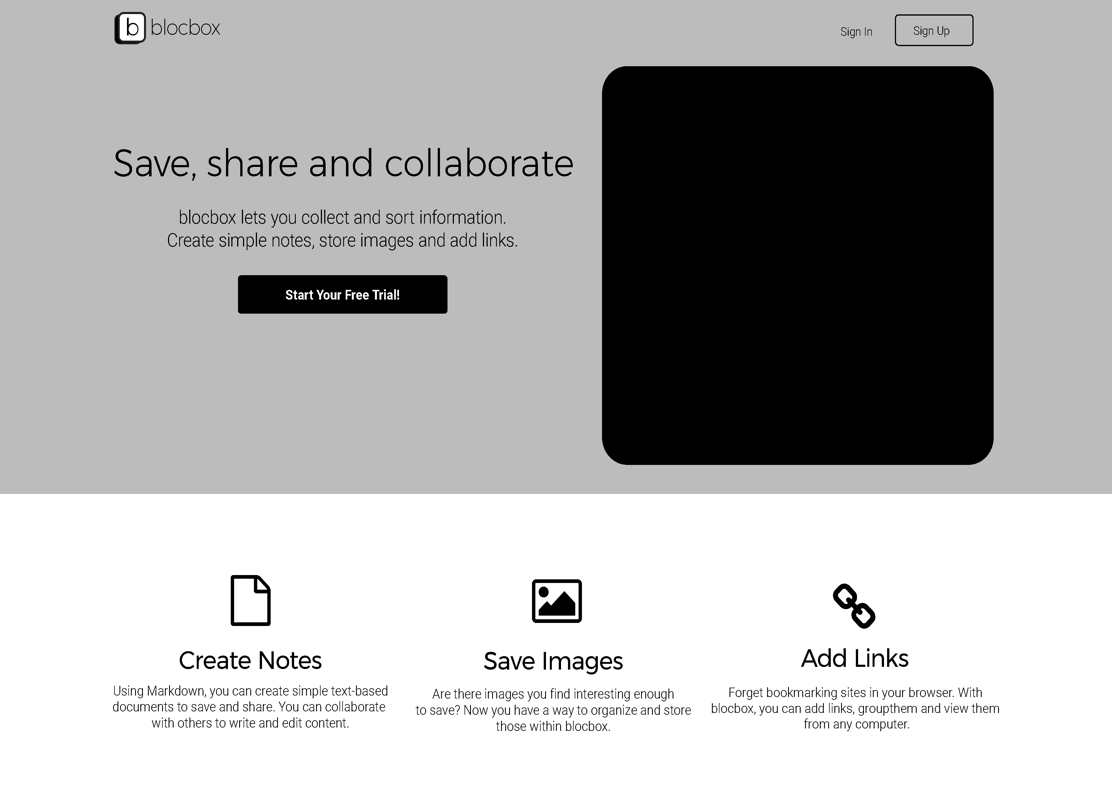 b blocbox
Sign In
Sign Up
Save, share and collaborate
blocbox lets you collect and sort information.
Create simple notes, store images and add links.
Start Your Free Trial!
Create Notes
Using Markdown, you can create simple text-based
documents to save and share. You can collaborate
with others to write and edit content.
Save Images
Are there images you find interesting enough
to save? Now you have a way to organize and store
those within blocbox.
Add Links
Forget bookmarking sites in your browser. With
blocbox, you can add links, groupthem and view them
from any computer.